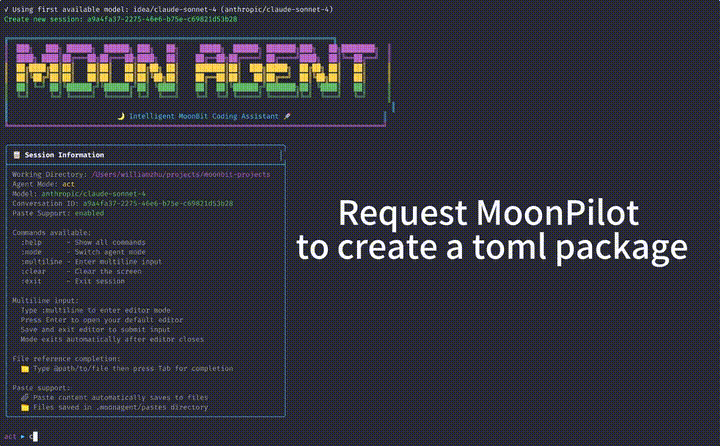 √ Using first available model: idea/claude-sonnet-4 (anthropic/claude-sonnet-4)
Create new session: a9a4fa37-2275-46e6-b75e-c69821d53b28
MOON AGENT
🌙 Intelligent MoonBit Coding Assistant 🚀
📋 Session Information
Working Directory: /Users/williamzhu/projects/moonbit-projects
Agent Mode: act
Model: anthropic/claude-sonnet-4
Conversation ID: a9a4fa37-2275-46e6-b75e-c69821d53b28
Paste Support: enabled
Commands available:
:help - Show all commands
:mode - Switch agent mode
:multiline - Enter multiline input
:clear - Clear the screen
:exit - Exit session
Multiline input:
Type :multiline to enter editor mode
Press Enter to open your default editor
Save and exit editor to submit input
Mode exits automatically after editor closes
File reference completion:
📁 Type @path/to/file then press Tab for completion
Paste support:
📎 Paste content automatically saves to files
📁 Files saved in .moonagent/pastes directory
act ► c
Request MoonPilot
to create a toml package